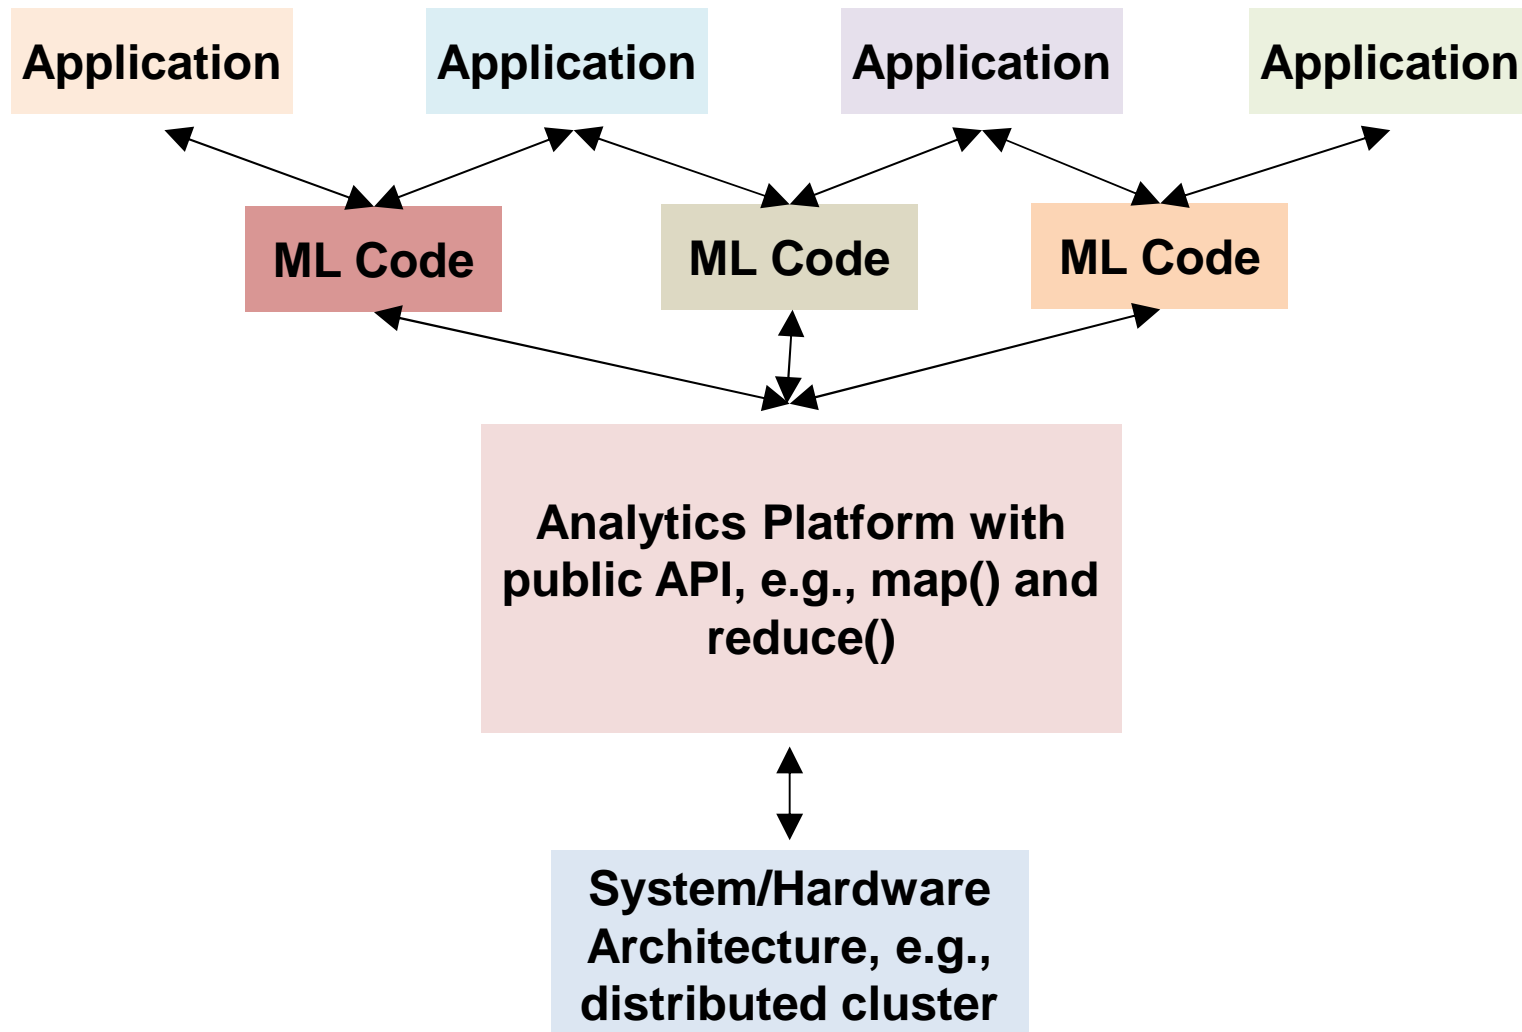 Application
Application
Application
Application
ML Code
ML Code
ML Code
Analytics Platform with
public API, e.g., map() and
reduce()
System/Hardware
Architecture, e.g.,
distributed cluster